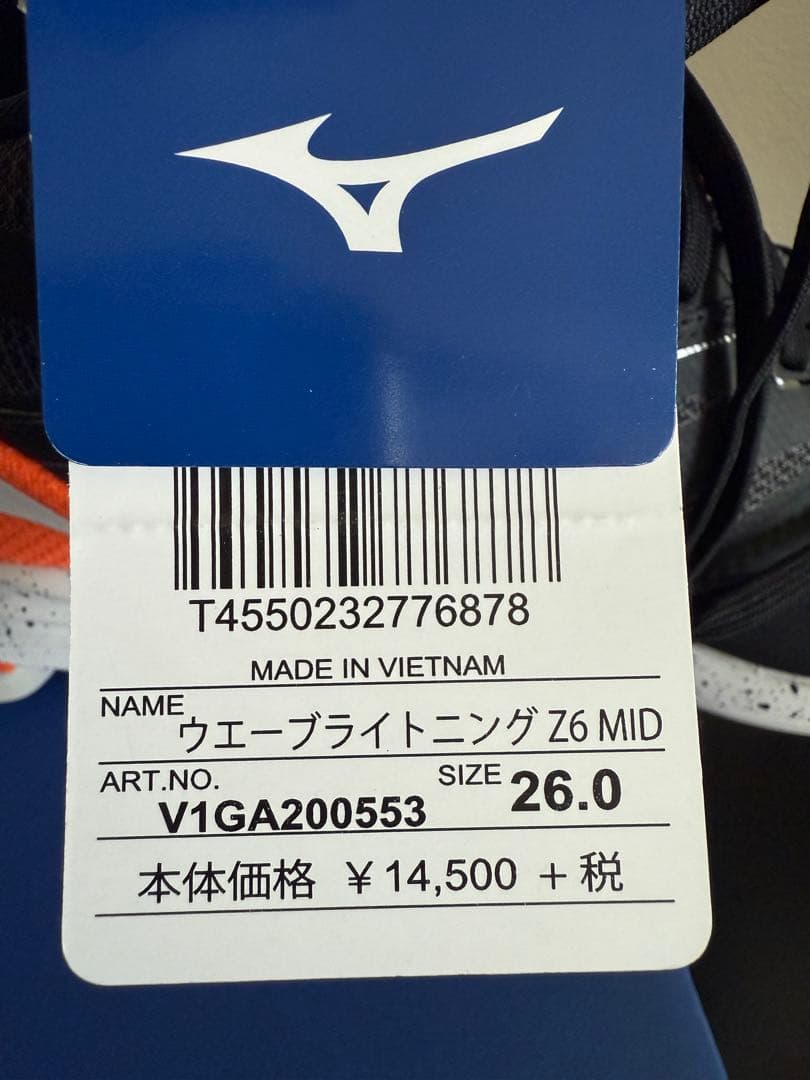 T4550232776878
MADE IN VIETNAM
NAME ウエーブライトニング Z6 MID
ART.NO. V1GA200553 SIZE 26.0
本体価格 ¥14,500 +税